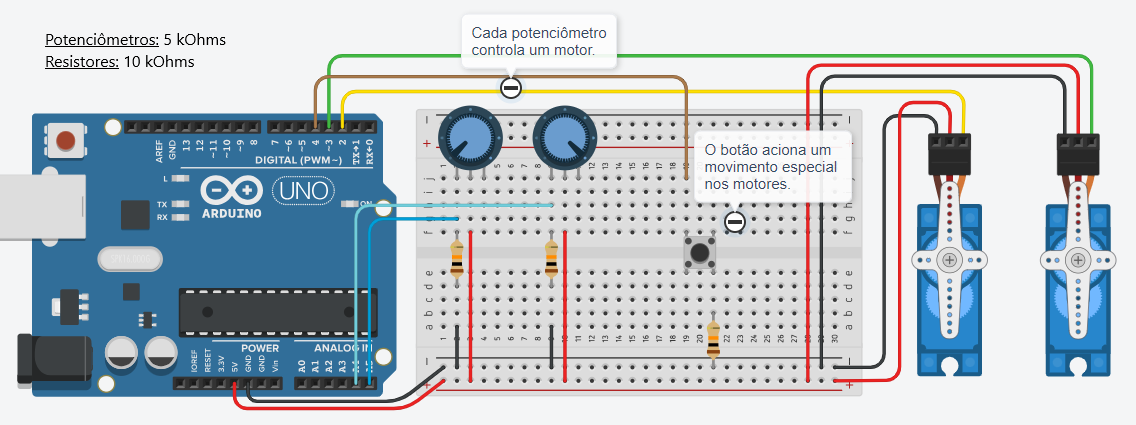 Potenciômetros: 5 kOhms
Resistores: 10 kOhms
Cada potenciômetro
controla um motor.
O botão aciona um
movimento especial
nos motores.
AREF
GND
13
12
~11
~10
~9
8
7
~6
~5
4
~3
2
TX→1
RX←0
DIGITAL (PWM~)
L
TX
RX
UNO
ARDUINO
ON
POWER
ANALOG IN
IOREF
RESET
3.3V
5V
GND
GND
Vin
A0
A1
A2
A3